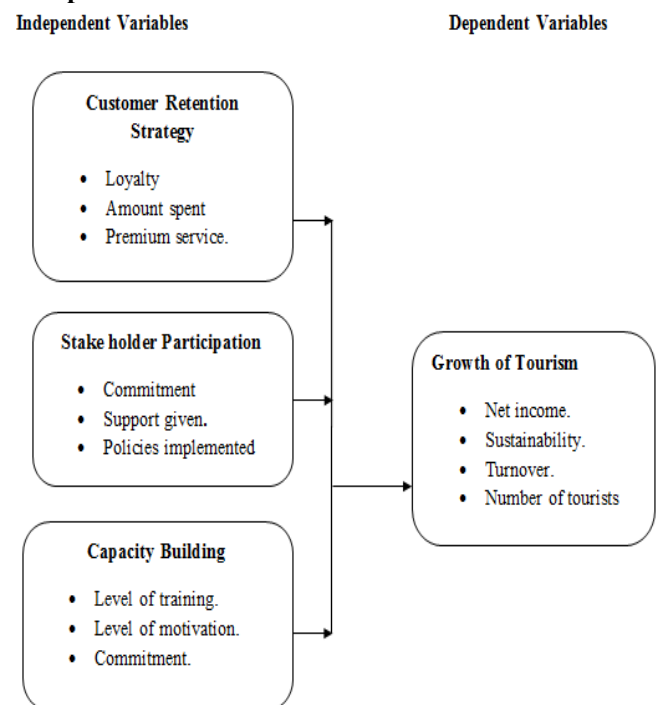 Independent Variables
Dependent Variables
Customer Retention
Strategy
• Loyalty
• Amount spent
• Premium service.
Stake holder Participation
• Commitment
• Support given.
• Policies implemented
Growth of Tourism
• Net income.
• Sustainability.
• Turnover.
• Number of tourists
Capacity Building
• Level of training.
• Level of motivation.
• Commitment.